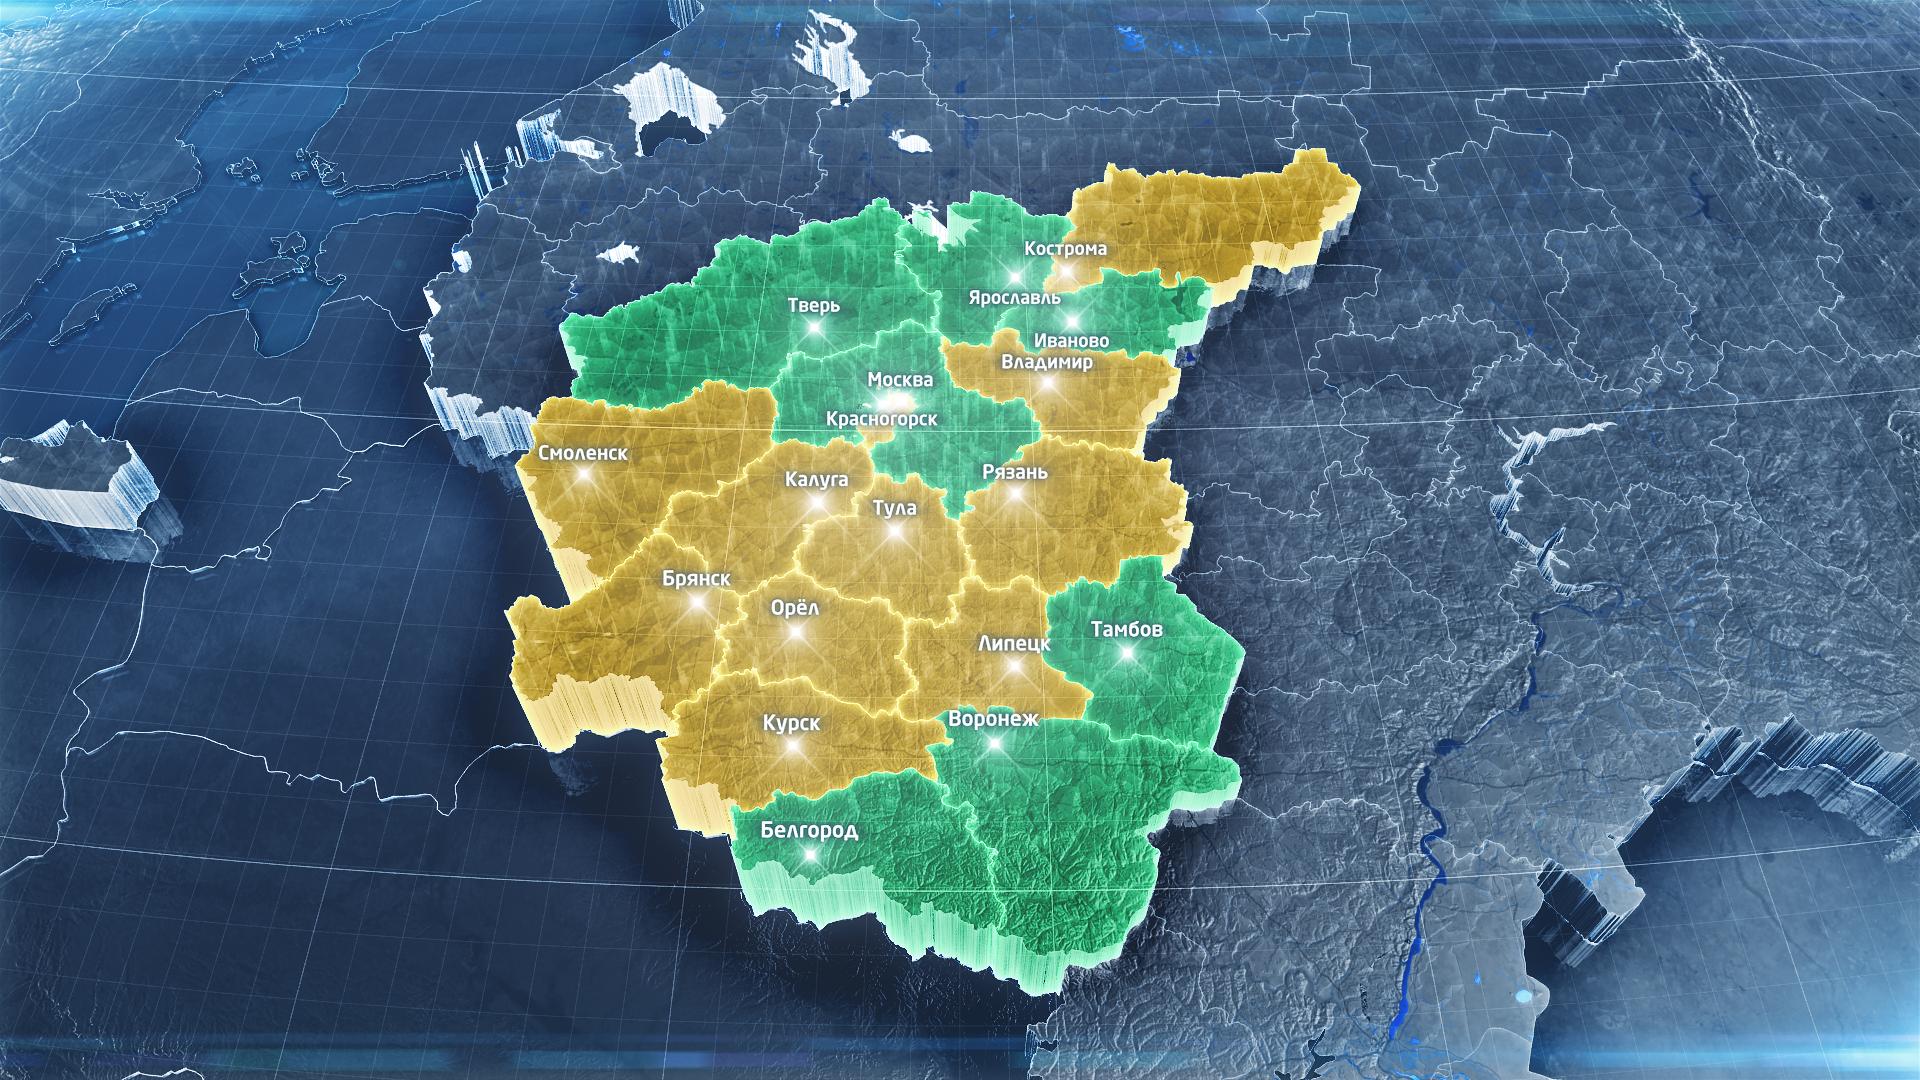 Кострома
Ярославль
Тверь
Иваново
Владимир
Москва
Красногорск
Смоленск
Рязань
Калуга
Тула
Брянск
Орёл
Тамбов
Липецк
Воронеж
Курск
Белгород